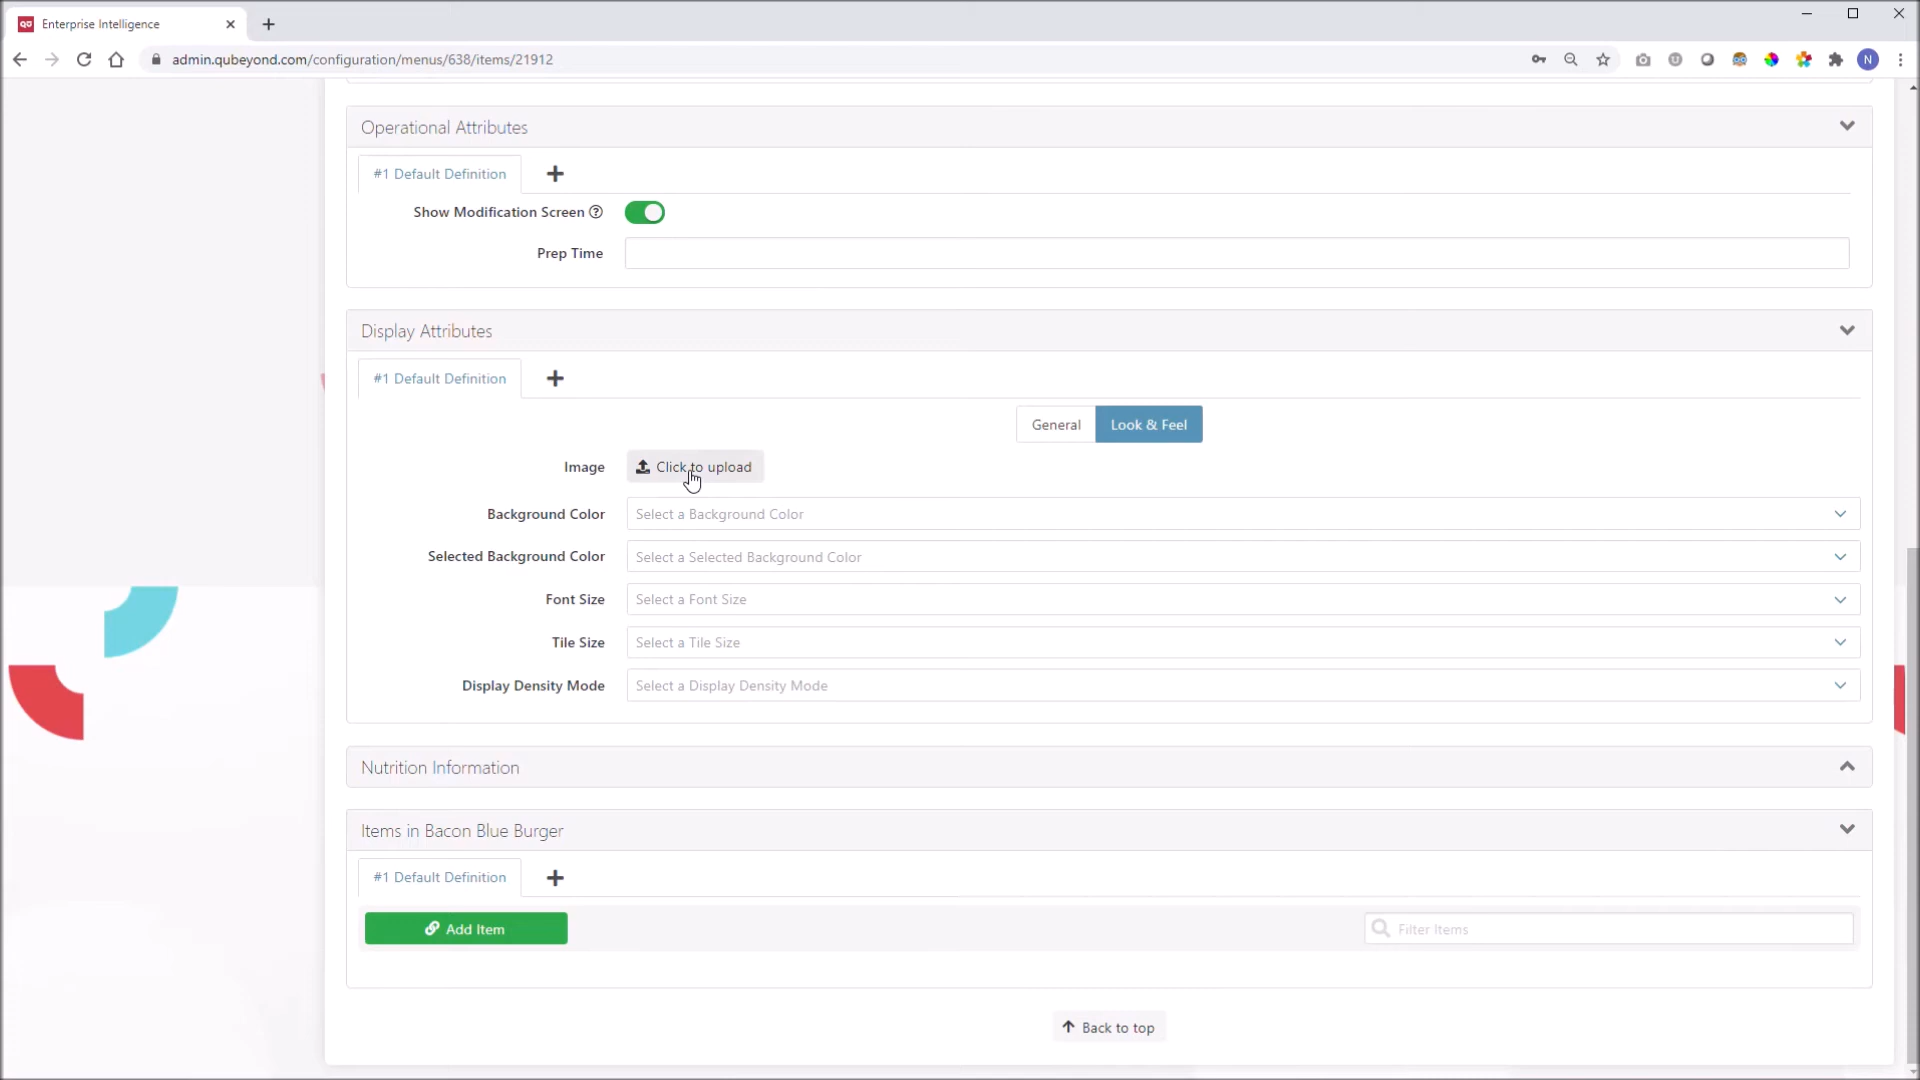 Enterprise Intelligence
admin.qubeyond.com/configuration/menus/638/items/21912
N
Operational Attributes
#1 Default Definition
Show Modification Screen
Prep Time
Display Attributes
#1 Default Definition
General
Look & Feel
Image
Click to upload
Background Color
Select a Background Color
Selected Background Color
Select a Selected Background Color
Font Size
Select a Font Size
Tile Size
Select a Tile Size
Display Density Mode
Select a Display Density Mode
Nutrition Information
Items in Bacon Blue Burger
#1 Default Definition
Add Item
Filter Items
Back to top